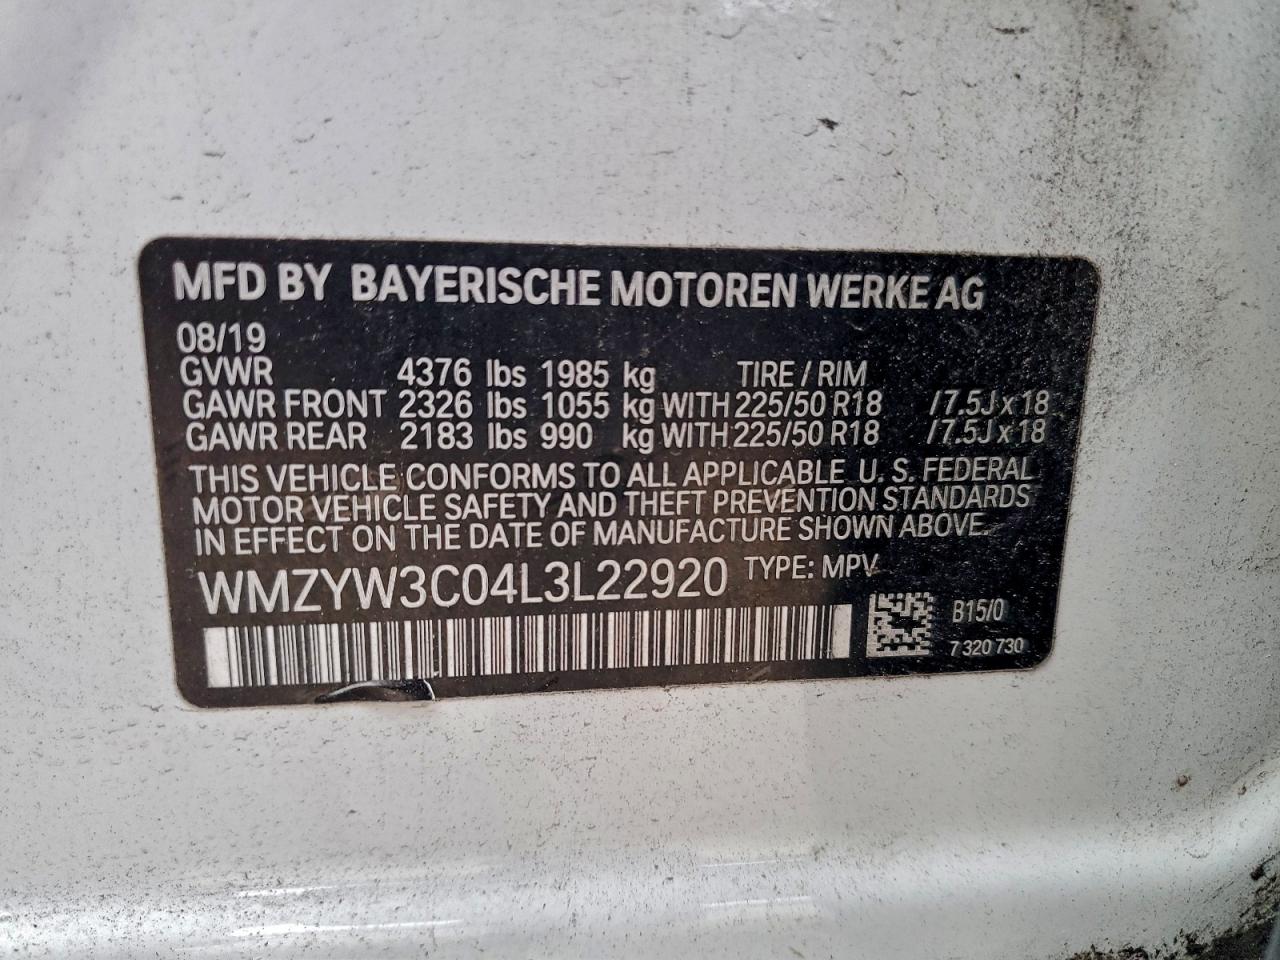 MFD BY BAYERISCHE MOTOREN WERKE AG
08/19
GVWR 4376 lbs 1985 kg TIRE / RIM
GAWR FRONT 2326 lbs 1055 kg WITH 225/50 R18 /7.5J x 18
GAWR REAR 2183 lbs 990 kg WITH 225/50 R18 /7.5J x 18
THIS VEHICLE CONFORMS TO ALL APPLICABLE U. S. FEDERAL
MOTOR VEHICLE SAFETY AND THEFT PREVENTION STANDARDS
IN EFFECT ON THE DATE OF MANUFACTURE SHOWN ABOVE.
WMZYW3C04L3L22920 TYPE: MPV
B15/0
7 320 730